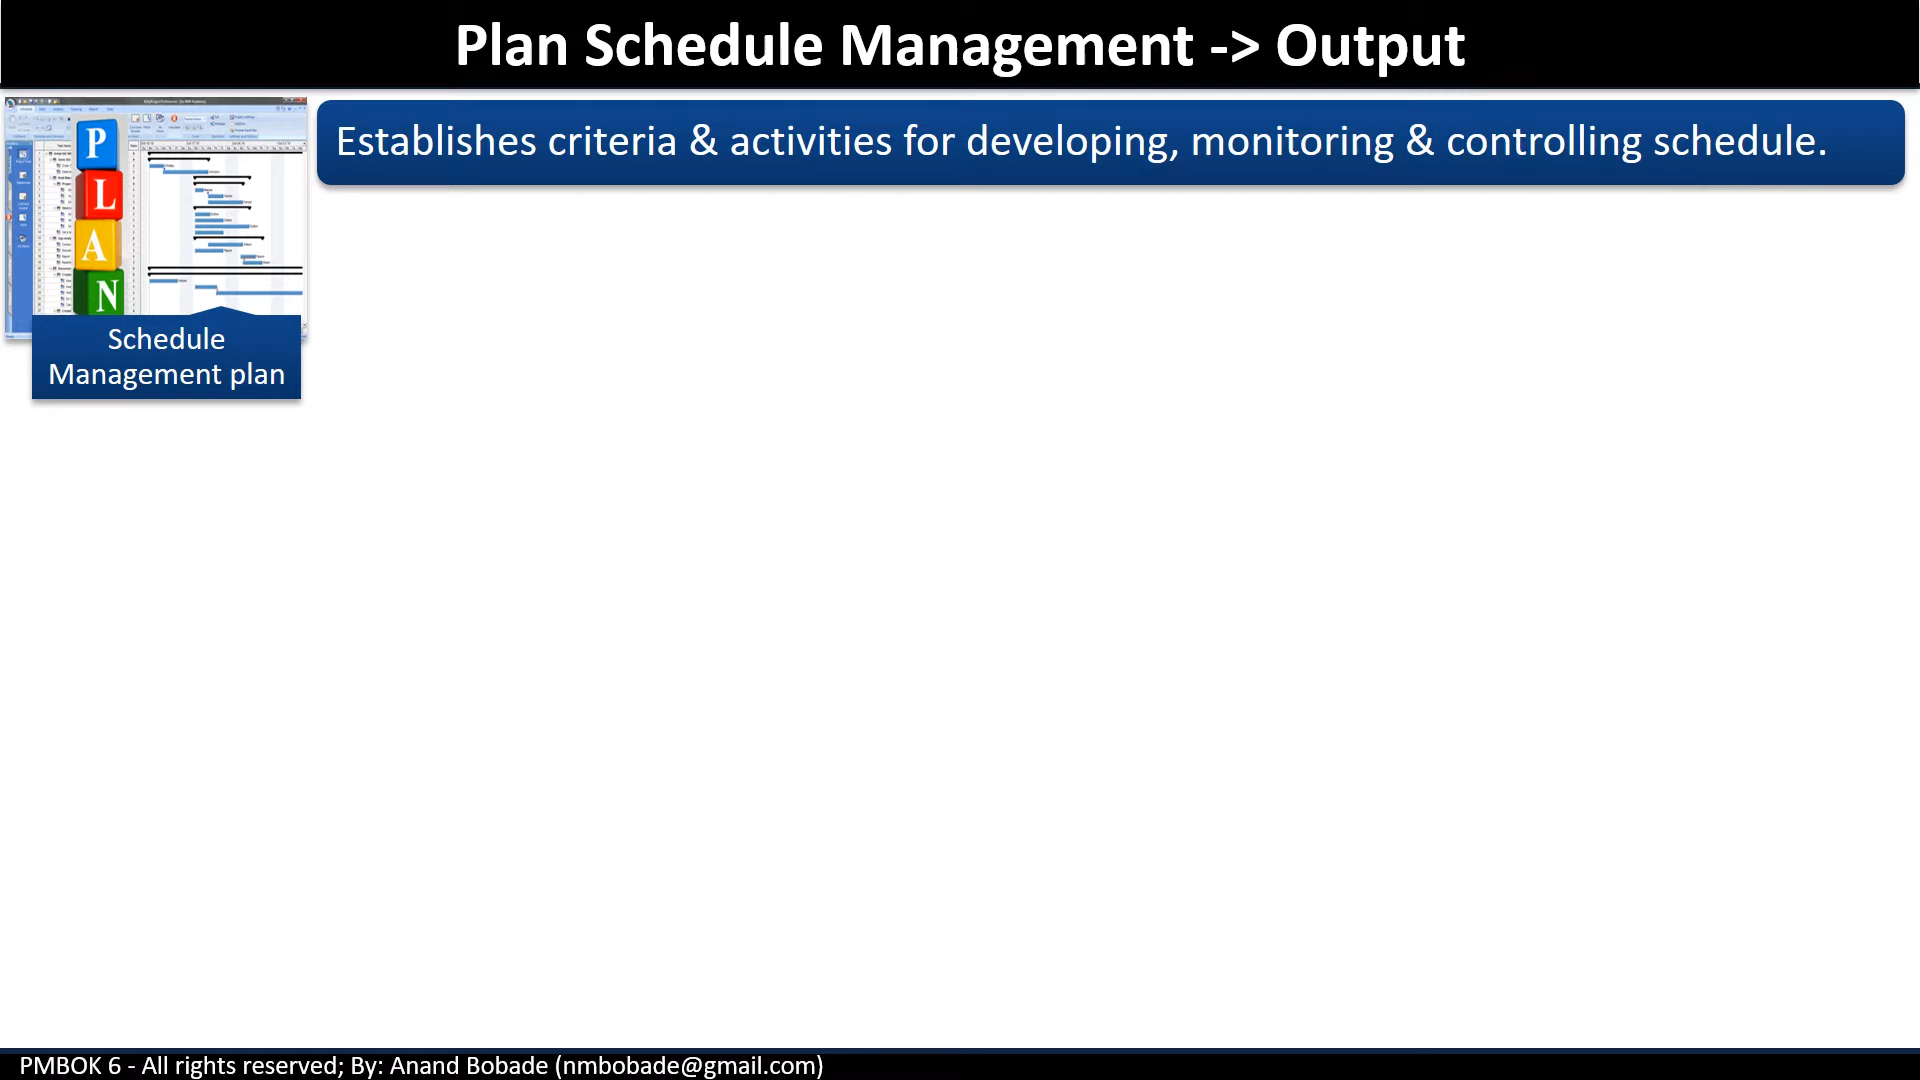 Plan Schedule Management -> Output
Establishes criteria & activities for developing, monitoring & controlling schedule.
P
L
A
N
Schedule
Management plan
PMBOK 6 - All rights reserved; By: Anand Bobade (nmbobade@gmail.com)